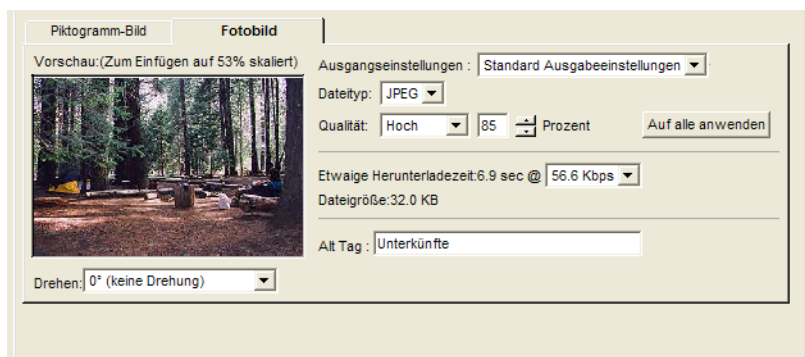 Piktogramm-Bild
Fotobild
Vorschau:(Zum Einfügen auf 53% skaliert)
Ausgangseinstellungen : Standard Ausgabeeinstellungen
Dateityp: JPEG
Qualität: Hoch 85 Prozent Auf alle anwenden
Etwaige Herunterladezeit:6.9 sec @ 56.6 Kbps
Dateigröße:32.0 KB
Alt Tag : Unterkünfte
Drehen: 0° (keine Drehung)